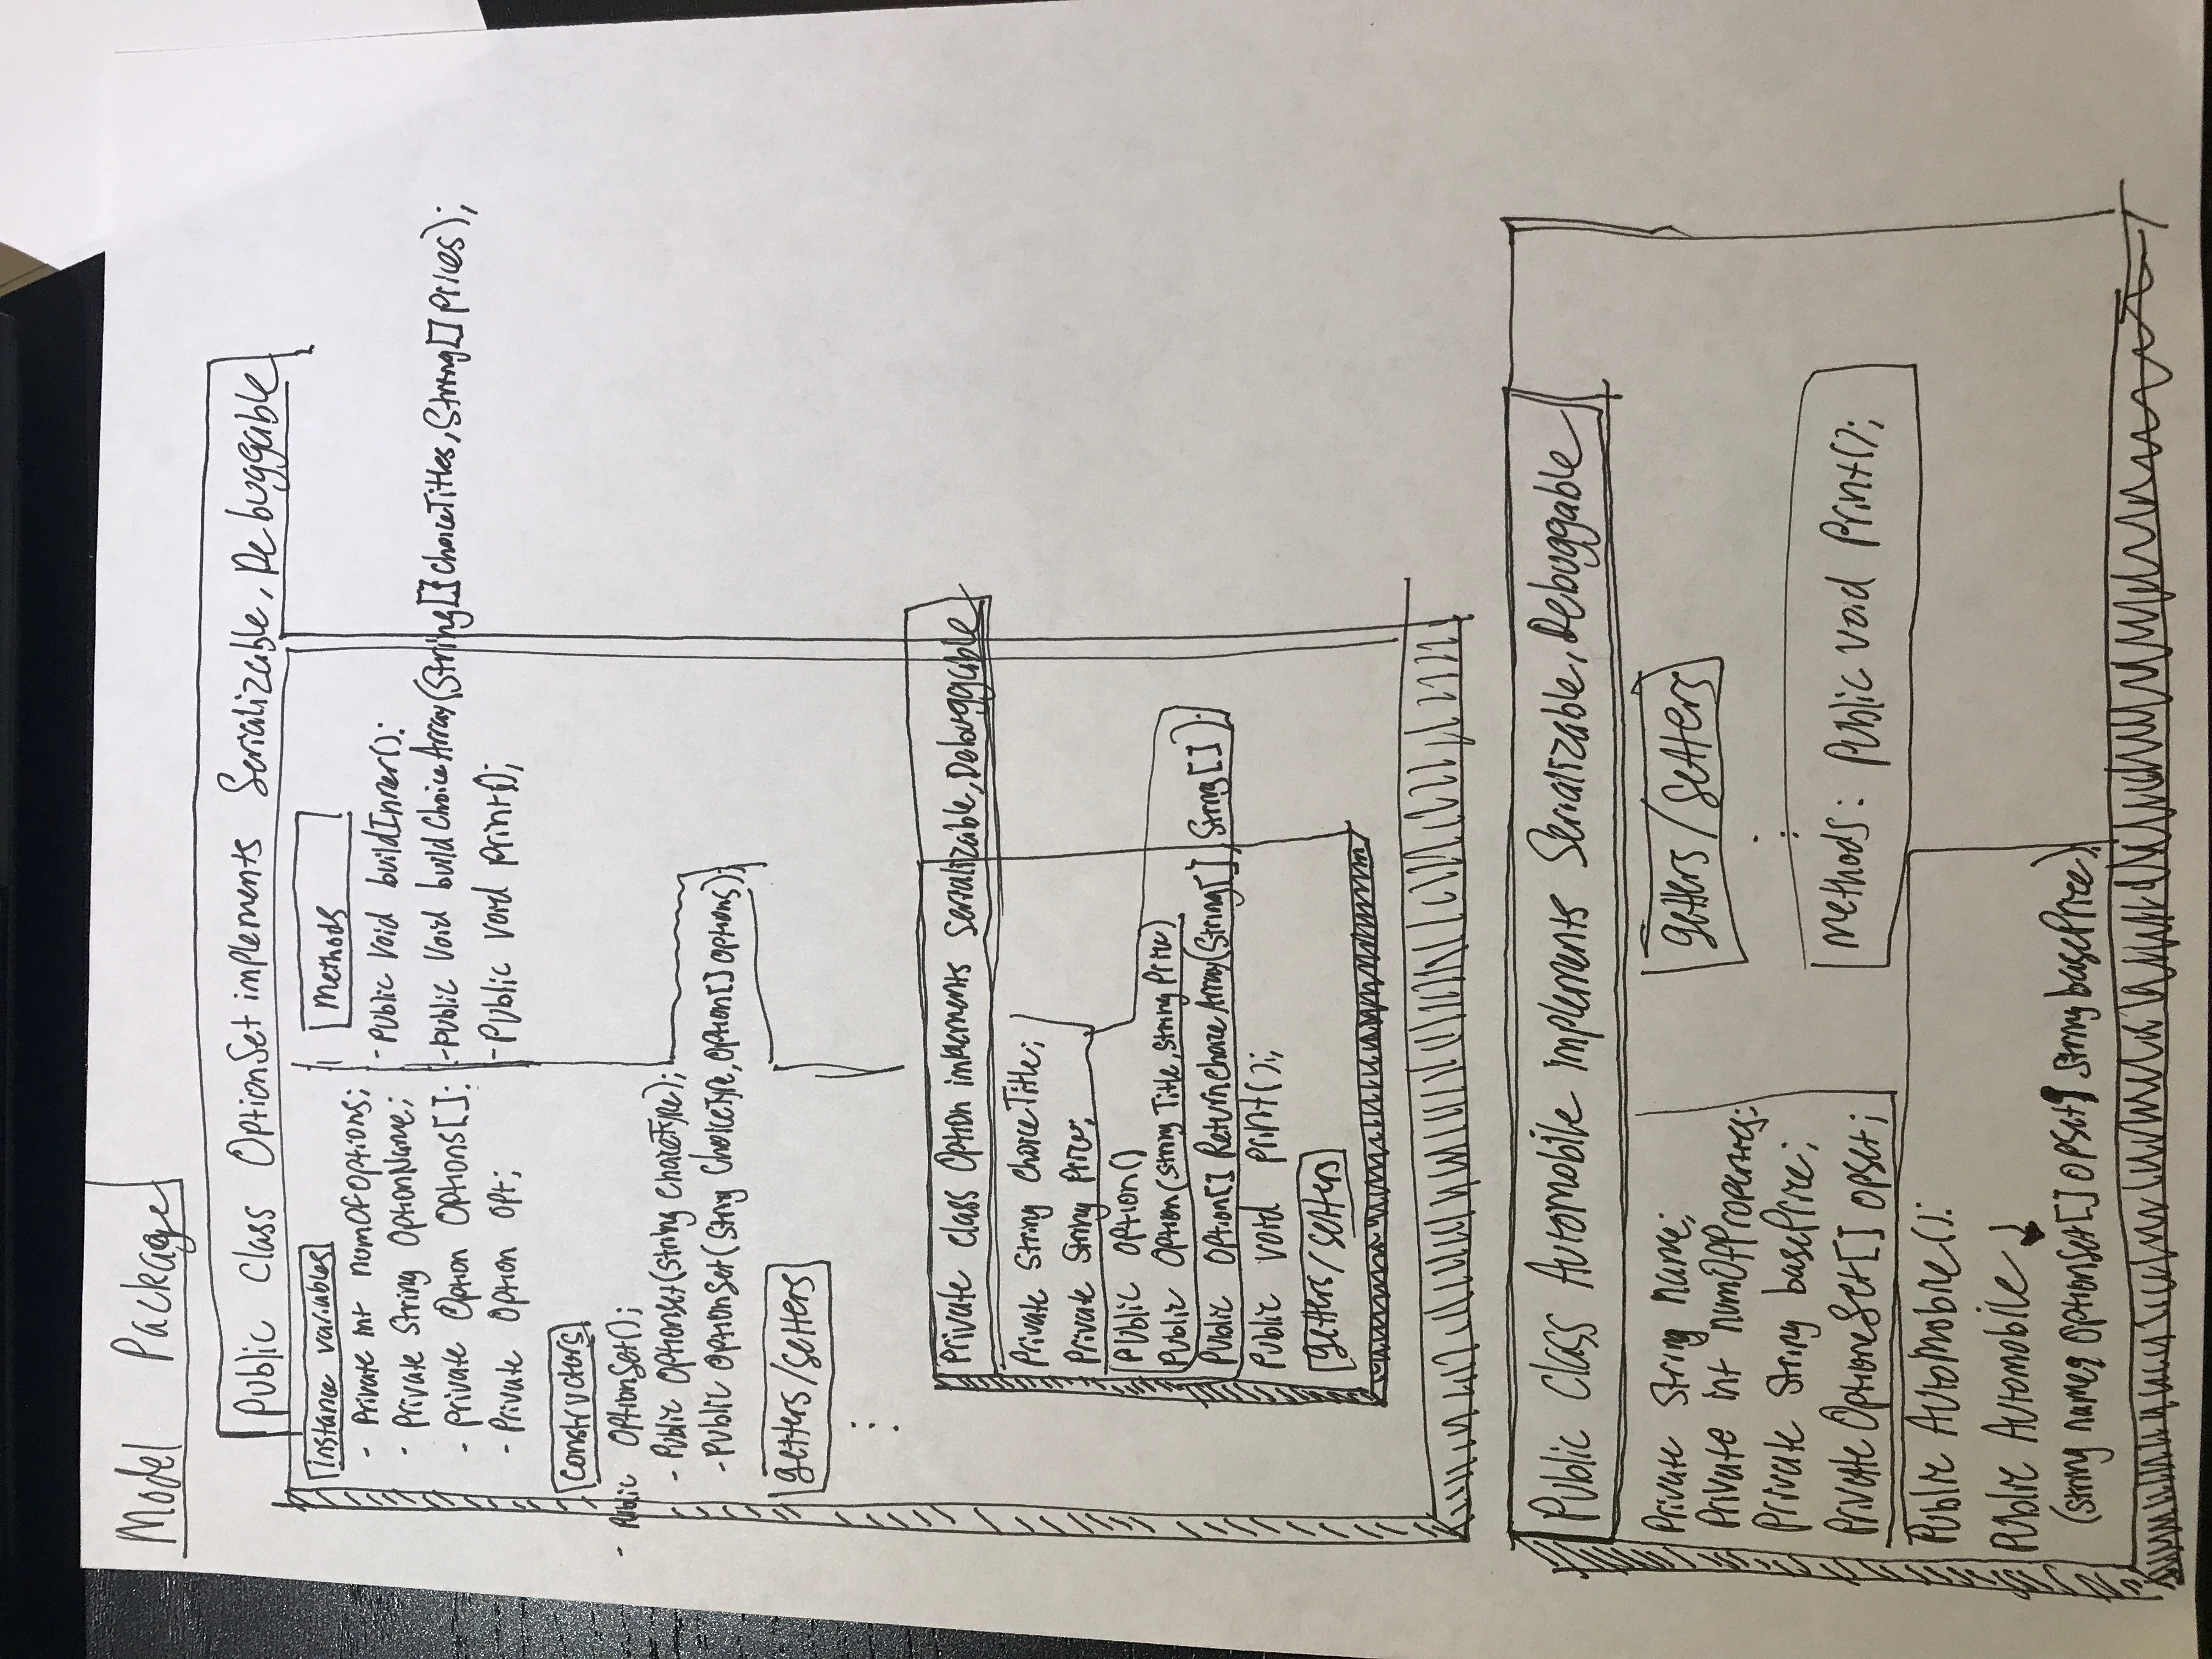 Model Package
Public Class OptionSet implements Serializable, Debuggable
instance variables
- Private int numOfOptions;
- Private String OptionName;
- Private Option Options[];
- Private Option opt;
Methods
- Public Void buildInner();
- Public Void buildChoiceArray(String[] ChoiceTitles, String[] prices);
- Public Void print();
Constructors
- Public OptionSet();
- Public OptionSet(String ChoiceType);
- Public OptionSet(String ChoiceType, Option[] options);
getters/setters
Private class Option implements Serializable, Debuggable
Private String ChoiceTitle;
Private String Price;
Public Option()
Public Option(String Title, String Price)
Public Option[] ReturnChoiceArray(String[], String[]);
Public void print();
getters/setters
Public Class Automobile implements Serializable, Debuggable
Private String name;
Private int numOfProperties;
Private String basePrice;
Private OptioneSet[] opset;
getters/setters
Methods: Public void Print();
Public Automobile();
Public Automobile
(String name, OptionSet[] opset, String basePrice);